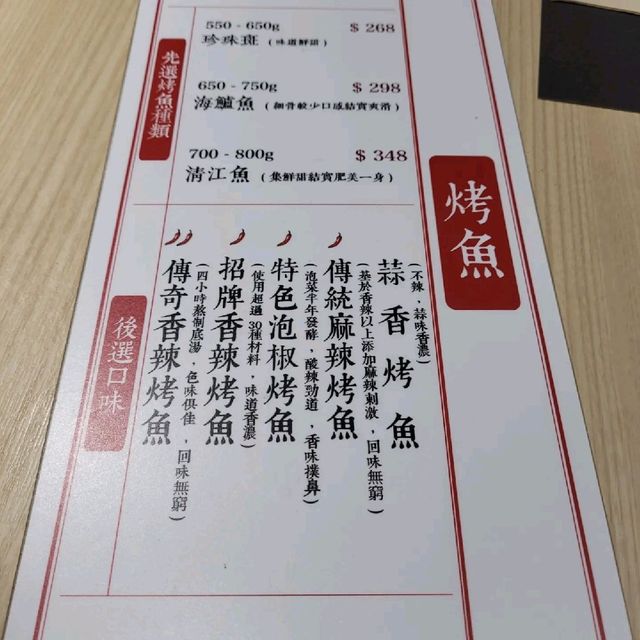 烤魚
先選烤魚種類
550 - 650g $ 268
珍珠斑 (味道鮮甜)
650 - 750g $ 298
海鱸魚 (細骨較少口感結實爽滑)
700 - 800g $ 348
清江魚 (集鮮甜結實肥美一身)
後選口味
蒜香烤魚
(不辣、蒜味香濃)
傳統麻辣烤魚
(基於香辣以上添加麻辣刺激，回味無窮)
特色泡椒烤魚
(泡菜半年發酵，酸辣勁道，香味撲鼻)
招牌香辣烤魚
(使用超過30種材料，味道香濃)
傳奇香辣烤魚
(四小時熬制底湯，色味俱佳，回味無窮)